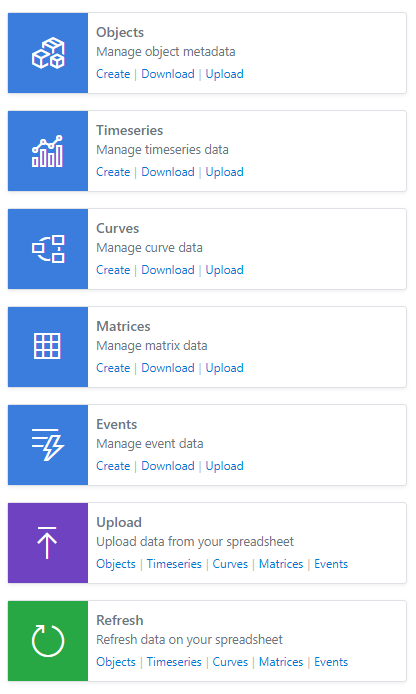 Objects
Manage object metadata
Create | Download | Upload
Timeseries
Manage timeseries data
Create | Download | Upload
Curves
Manage curve data
Create | Download | Upload
Matrices
Manage matrix data
Create | Download | Upload
Events
Manage event data
Create | Download | Upload
Upload
Upload data from your spreadsheet
Objects | Timeseries | Curves | Matrices | Events
Refresh
Refresh data on your spreadsheet
Objects | Timeseries | Curves | Matrices | Events